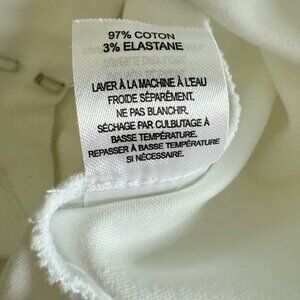 97% COTON
3% ELASTANE
LAVER À LA MACHINE À L'EAU
FROIDE SÉPARÉMENT,
NE PAS BLANCHIR,
SÉCHAGE PAR CULBUTAGE À
BASSE TEMPÉRATURE.
REPASSER À BASSE TEMPÉRATURE
SI NÉCESSAIRE.